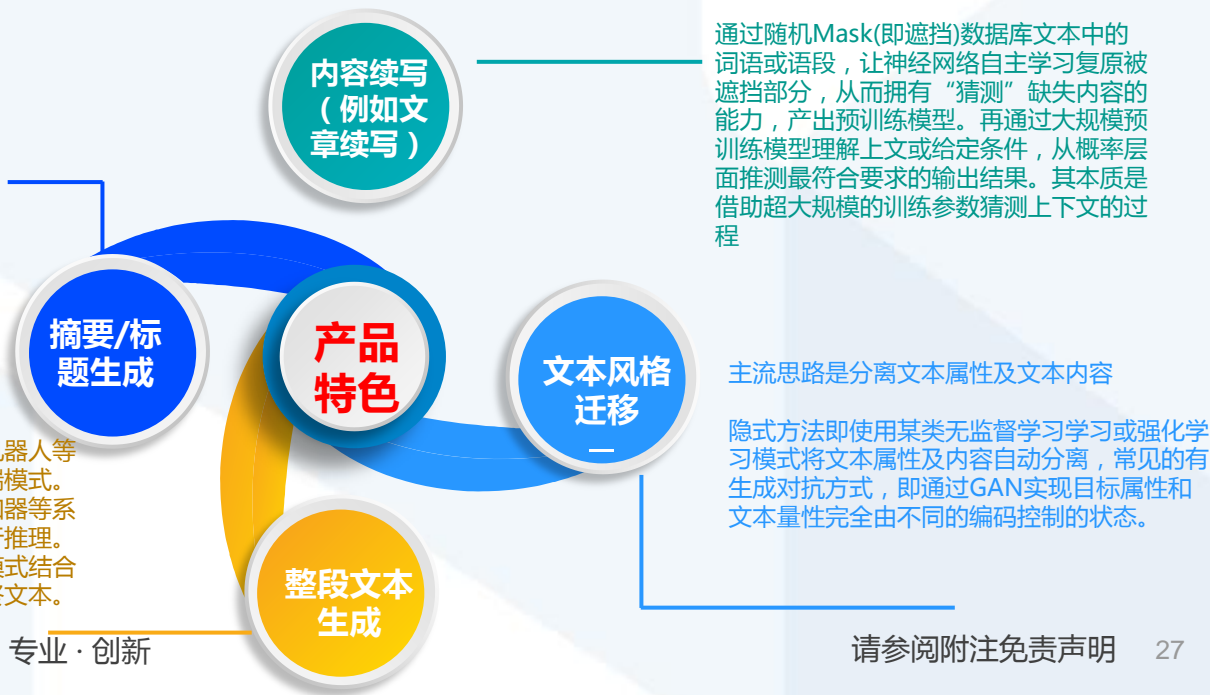 内容续写
（例如文
章续写）
通过随机Mask(即遮挡)数据库文本中的
词语或语段，让神经网络自主学习复原被
遮挡部分，从而拥有“猜测”缺失内容的
能力，产出预训练模型。再通过大规模预
训练模型理解上文或给定条件，从概率层
面推测最符合要求的输出结果。其本质是
借助超大规模的训练参数猜测上下文的过
程
摘要/标
题生成
产品
特色
文本风格
迁移
—
主流思路是分离文本属性及文本内容
隐式方法即使用某类无监督学习学习或强化学
习模式将文本属性及内容自动分离，常见的有
生成对抗方式，即通过GAN实现目标属性和
文本量性完全由不同的编码控制的状态。
器人等
模式。
器等系
推理。
式结合
文本。
整段文本
生成
专业 · 创新
请参阅附注免责声明
27